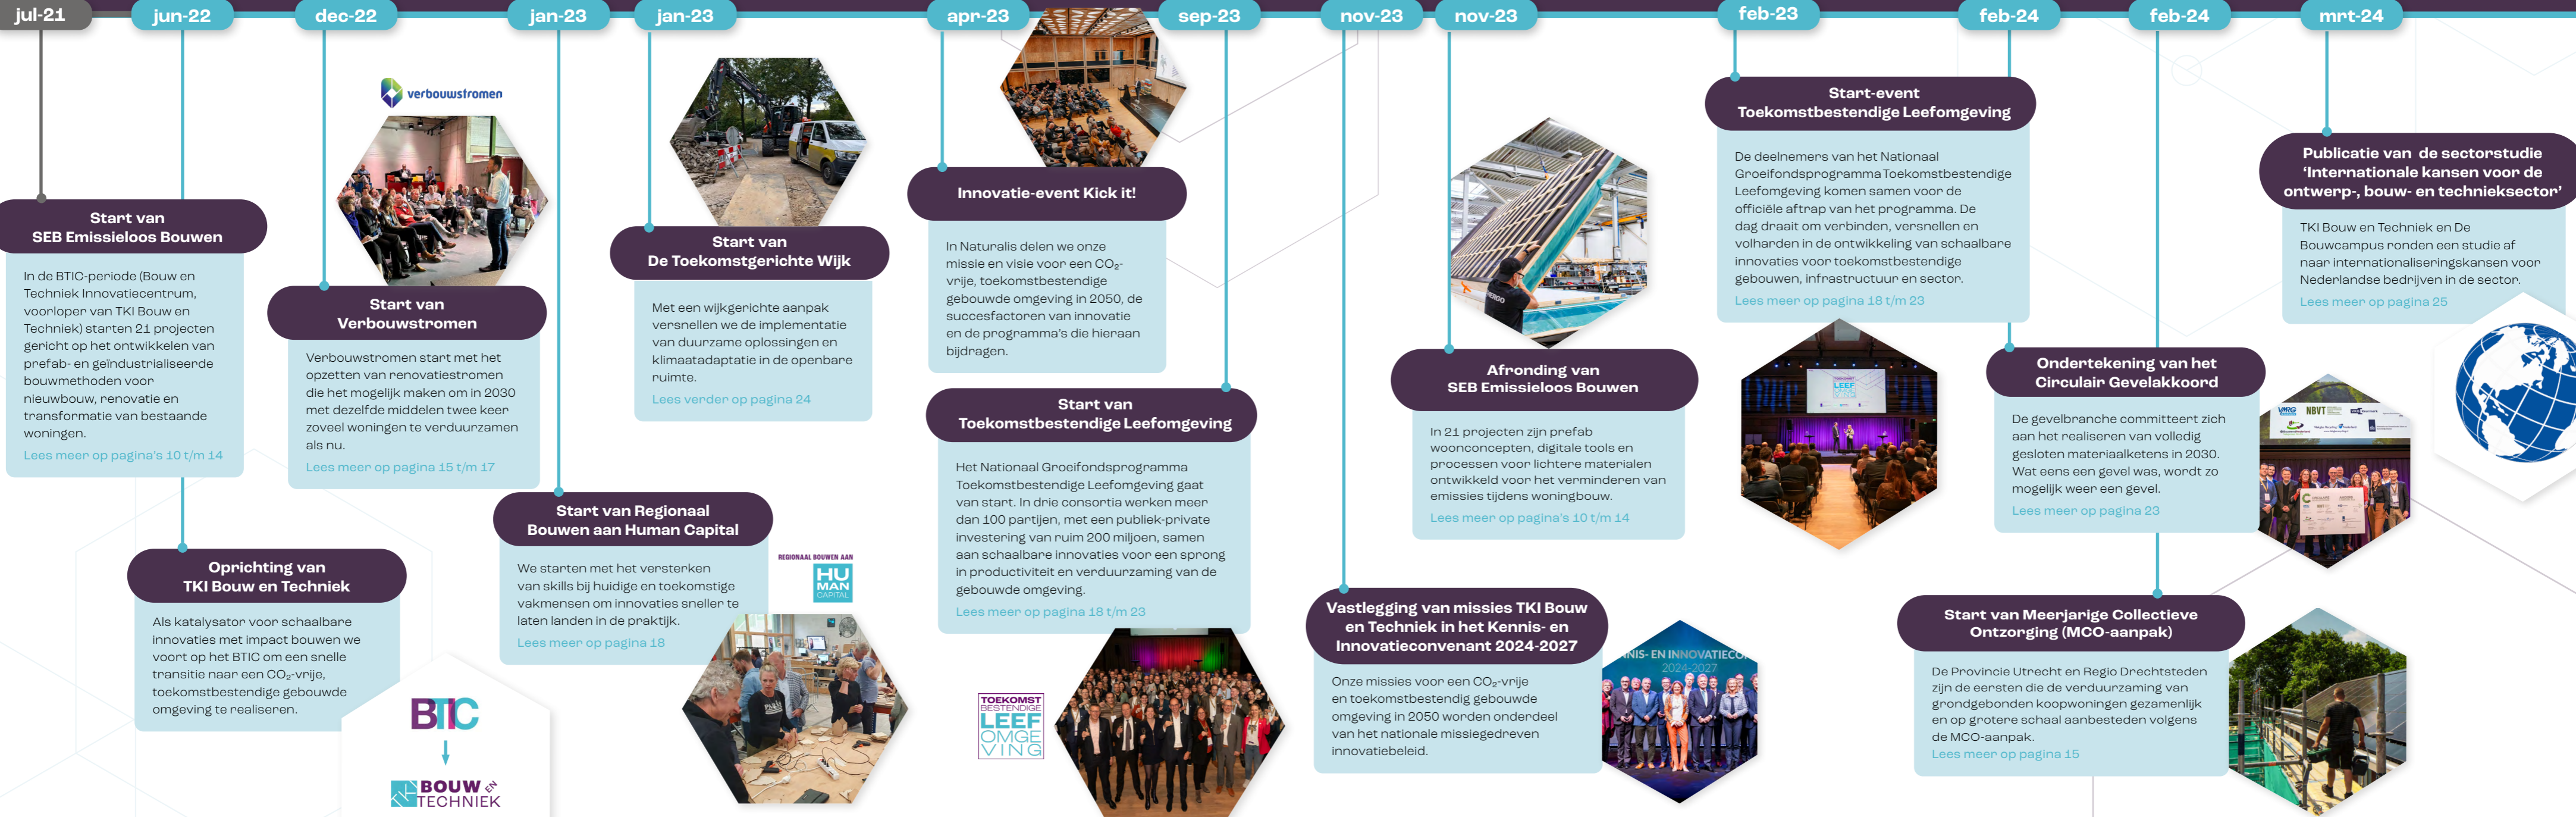 jul-21
jun-22
dec-22
jan-23
jan-23
apr-23
sep-23
nov-23
nov-23
feb-23
feb-24
feb-24
mrt-24
Start van
SEB Emissieloos Bouwen
In de BTIC-periode (Bouw en
Techniek Innovatiecentrum,
voorloper van TKI Bouw en
Techniek) starten 21 projecten
gericht op het ontwikkelen van
prefab- en geïndustrialiseerde
bouwmethoden voor
nieuwbouw, renovatie en
transformatie van bestaande
woningen.
Lees meer op pagina's 10 t/m 14
Oprichting van
TKI Bouw en Techniek
Als katalysator voor schaalbare
innovaties met impact bouwen we
voort op het BTIC om een snelle
transitie naar een CO₂-vrije,
toekomstbestendige gebouwde
omgeving te realiseren.
BTIC
BOUW EN
TECHNIEK
verbouwstromen
Start van
Verbouwstromen
Verbouwstromen start met het
opzetten van renovatiestromen
die het mogelijk maken om in 2030
met dezelfde middelen twee keer
zoveel woningen te verduurzamen
als nu.
Lees meer op pagina 15 t/m 17
Start van Regionaal
Bouwen aan Human Capital
We starten met het versterken
van skills bij huidige en toekomstige
vakmensen om innovaties sneller te
laten landen in de praktijk.
Lees meer op pagina 18
REGIONAAL BOUWEN AAN
HU
MAN
CAPITAL
Start van
De Toekomstgerichte Wijk
Met een wijkgerichte aanpak
versnellen we de implementatie
van duurzame oplossingen en
klimaatadaptatie in de openbare
ruimte.
Lees verder op pagina 24
Innovatie-event Kick it!
In Naturalis delen we onze
missie en visie voor een CO₂-
vrije, toekomstbestendige
gebouwde omgeving in 2050, de
succesfactoren van innovatie
en de programma's die hieraan
bijdragen.
Start van
Toekomstbestendige Leefomgeving
Het Nationaal Groeifondsprogramma
Toekomstbestendige Leefomgeving gaat
van start. In drie consortia werken meer
dan 100 partijen, met een publiek-private
investering van ruim 200 miljoen, samen
aan schaalbare innovaties voor een sprong
in productiviteit en verduurzaming van de
gebouwde omgeving.
Lees meer op pagina 18 t/m 23
TOEKOMST
BESTENDIGE
LEEF
OMGE
VING
Vastlegging van missies TKI Bouw
en Techniek in het Kennis- en
Innovatieconvenant 2024-2027
Onze missies voor een CO₂-vrije
en toekomstbestendig gebouwde
omgeving in 2050 worden onderdeel
van het nationale missiegedreven
innovatiebeleid.
NIS- EN INNOVATIECO
2024-2027
Afronding van
SEB Emissieloos Bouwen
In 21 projecten zijn prefab
woonconcepten, digitale tools en
processen voor lichtere materialen
ontwikkeld voor het verminderen van
emissies tijdens woningbouw.
Lees meer op pagina's 10 t/m 14
Start-event
Toekomstbestendige Leefomgeving
De deelnemers van het Nationaal
Groeifondsprogramma Toekomstbestendige
Leefomgeving komen samen voor de
officiële aftrap van het programma. De
dag draait om verbinden, versnellen en
volharden in de ontwikkeling van schaalbare
innovaties voor toekomstbestendige
gebouwen, infrastructuur en sector.
Lees meer op pagina 18 t/m 23
LEEF
Ondertekening van het
Circulair Gevelakkoord
De gevelbranche committeert zich
aan het realiseren van volledig
gesloten materiaalketens in 2030.
Wat eens een gevel was, wordt zo
mogelijk weer een gevel.
Lees meer op pagina 23
VMRG
NBVT
Start van Meerjarige Collectieve
Ontzorging (MCO-aanpak)
De Provincie Utrecht en Regio Drechtsteden
zijn de eersten die de verduurzaming van
grondgebonden koopwoningen gezamenlijk
en op grotere schaal aanbesteden volgens
de MCO-aanpak.
Lees meer op pagina 15
Publicatie van de sectorstudie
‘Internationale kansen voor de
ontwerp-, bouw- en technieksector’
TKI Bouw en Techniek en De
Bouwcampus ronden een studie af
naar internationaliseringskansen voor
Nederlandse bedrijven in de sector.
Lees meer op pagina 25